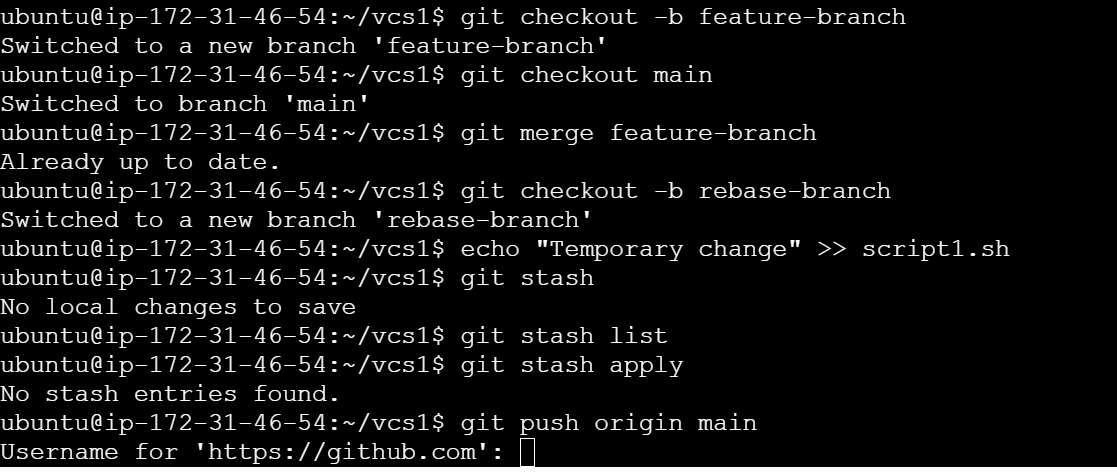 ubuntu@ip-172-31-46-54:~/vcs1$ git checkout -b feature-branch
Switched to a new branch 'feature-branch'
ubuntu@ip-172-31-46-54:~/vcs1$ git checkout main
Switched to branch 'main'
ubuntu@ip-172-31-46-54:~/vcs1$ git merge feature-branch
Already up to date.
ubuntu@ip-172-31-46-54:~/vcs1$ git checkout -b rebase-branch
Switched to a new branch 'rebase-branch'
ubuntu@ip-172-31-46-54:~/vcs1$ echo "Temporary change" >> script1.sh
ubuntu@ip-172-31-46-54:~/vcs1$ git stash
No local changes to save
ubuntu@ip-172-31-46-54:~/vcs1$ git stash list
ubuntu@ip-172-31-46-54:~/vcs1$ git stash apply
No stash entries found.
ubuntu@ip-172-31-46-54:~/vcs1$ git push origin main
Username for 'https://github.com':